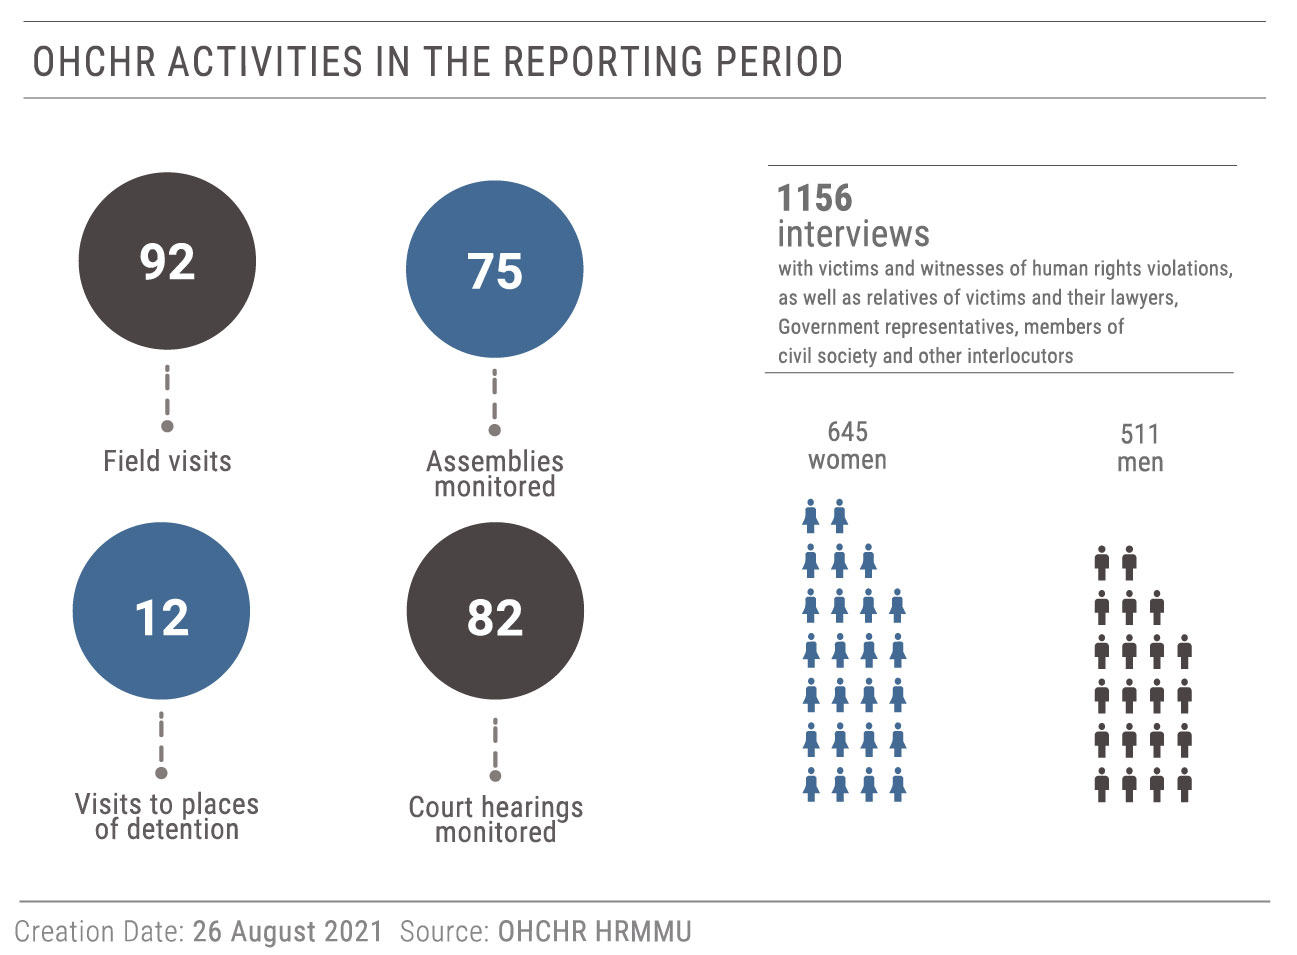 OHCHR ACTIVITIES IN THE REPORTING PERIOD
92
Field visits
75
Assemblies
monitored
12
Visits to places
of detention
82
Court hearings
monitored
1156
interviews
with victims and witnesses of human rights violations,
as well as relatives of victims and their lawyers,
Government representatives, members of
civil society and other interlocutors
645
women
511
men
Creation Date: 26 August 2021 Source: OHCHR HRMMU